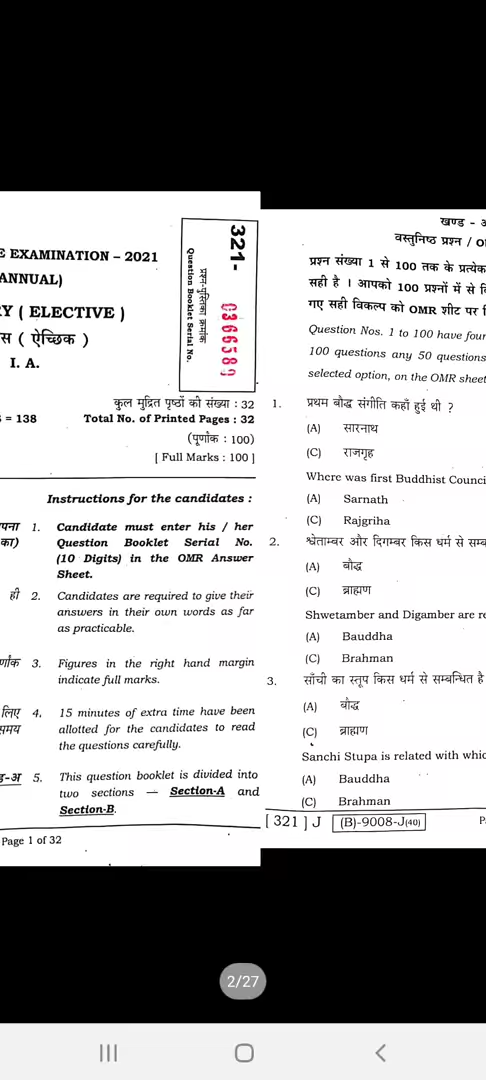 E EXAMINATION – 2021
ANNUAL)
Y ( ELECTIVE )
स ( ऐच्छिक )
I. A.
321-
0366589
प्रश्न-पुस्तिका क्रमांक
Question Booklet Serial No.
कुल मुद्रित पृष्ठों की संख्या : 32
= 138
Total No. of Printed Pages : 32
(पूर्णांक : 100)
[ Full Marks : 100 ]
Instructions for the candidates :
पना
का)
1. Candidate must enter his / her
Question Booklet Serial No.
(10 Digits) in the OMR Answer
Sheet.
ही
2. Candidates are required to give their
answers in their own words as far
as practicable.
र्णांक
3. Figures in the right hand margin
indicate full marks.
लिए
समय
4. 15 minutes of extra time have been
allotted for the candidates to read
the questions carefully.
ड-अ
5. This question booklet is divided into
two sections — Section-A and
Section-B.
Page 1 of 32
खण्ड - अ
वस्तुनिष्ठ प्रश्न / O
प्रश्न संख्या 1 से 100 तक के प्रत्येक
सही है । आपको 100 प्रश्नों में से
गए सही विकल्प को OMR शीट पर
Question Nos. 1 to 100 have four
100 questions any 50 questions
selected option, on the OMR sheet
1. प्रथम बौद्ध संगीति कहाँ हुई थी ?
(A) सारनाथ
(C) राजगृह
Where was first Buddhist Counci
(A) Sarnath
(C) Rajgriha
2. श्वेताम्बर और दिगम्बर किस धर्म से सम्ब
(A) बौद्ध
(C) ब्राह्मण
Shwetamber and Digamber are re
(A) Bauddha
(C) Brahman
3. साँची का स्तूप किस धर्म से सम्बन्धित है
(A) बौद्ध
(C) ब्राह्मण
Sanchi Stupa is related with whic
(A) Bauddha
(C) Brahman
[ 321 ] J (B)-9008-J(40) P
2/27